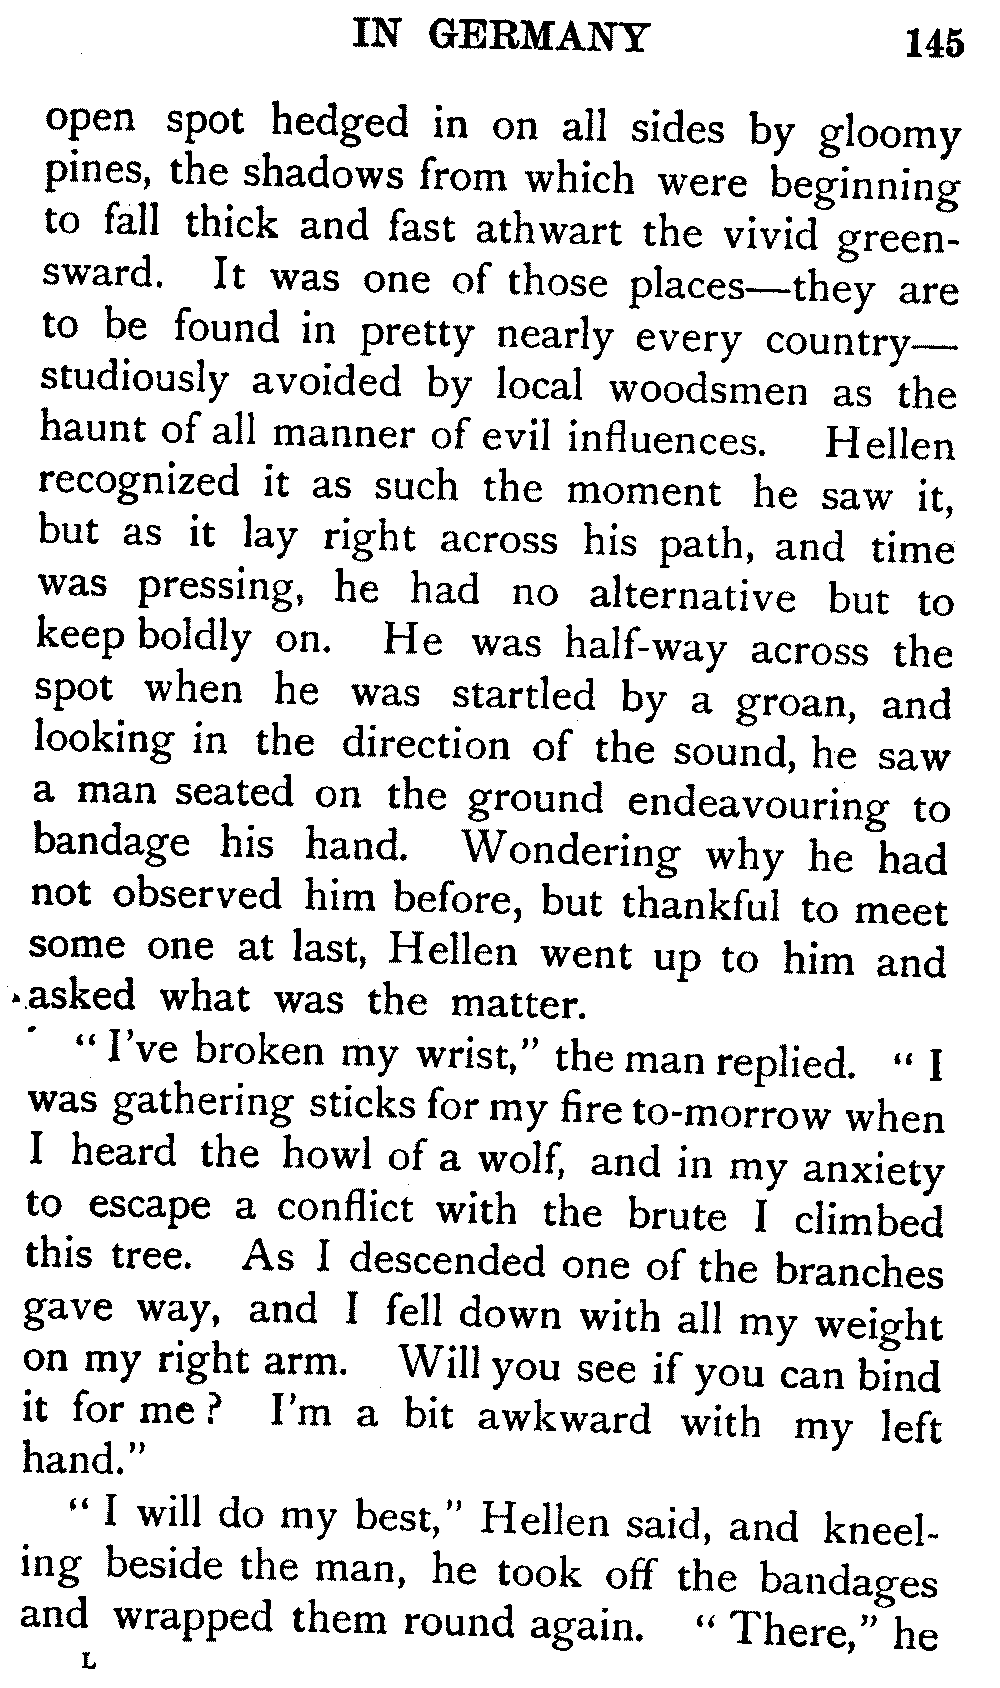 IN GERMANY 145
open spot hedged in on all sides by gloomy
pines, the shadows from which were beginning
to fall thick and fast athwart the vivid green-
sward. It was one of those places—they are
to be found in pretty nearly every country—
studiously avoided by local woodsmen as the
haunt of all manner of evil influences. Hellen
recognized it as such the moment he saw it,
but as it lay right across his path, and time
was pressing, he had no alternative but to
keep boldly on. He was half-way across the
spot when he was startled by a groan, and
looking in the direction of the sound, he saw
a man seated on the ground endeavouring to
bandage his hand. Wondering why he had
not observed him before, but thankful to meet
some one at last, Hellen went up to him and
asked what was the matter.
“I've broken my wrist,” the man replied. “I
was gathering sticks for my fire to-morrow when
I heard the howl of a wolf, and in my anxiety
to escape a conflict with the brute I climbed
this tree. As I descended one of the branches
gave way, and I fell down with all my weight
on my right arm. Will you see if you can bind
it for me? I'm a bit awkward with my left
hand.”
“I will do my best,” Hellen said, and kneel-
ing beside the man, he took off the bandages
and wrapped them round again. “There,” he
L